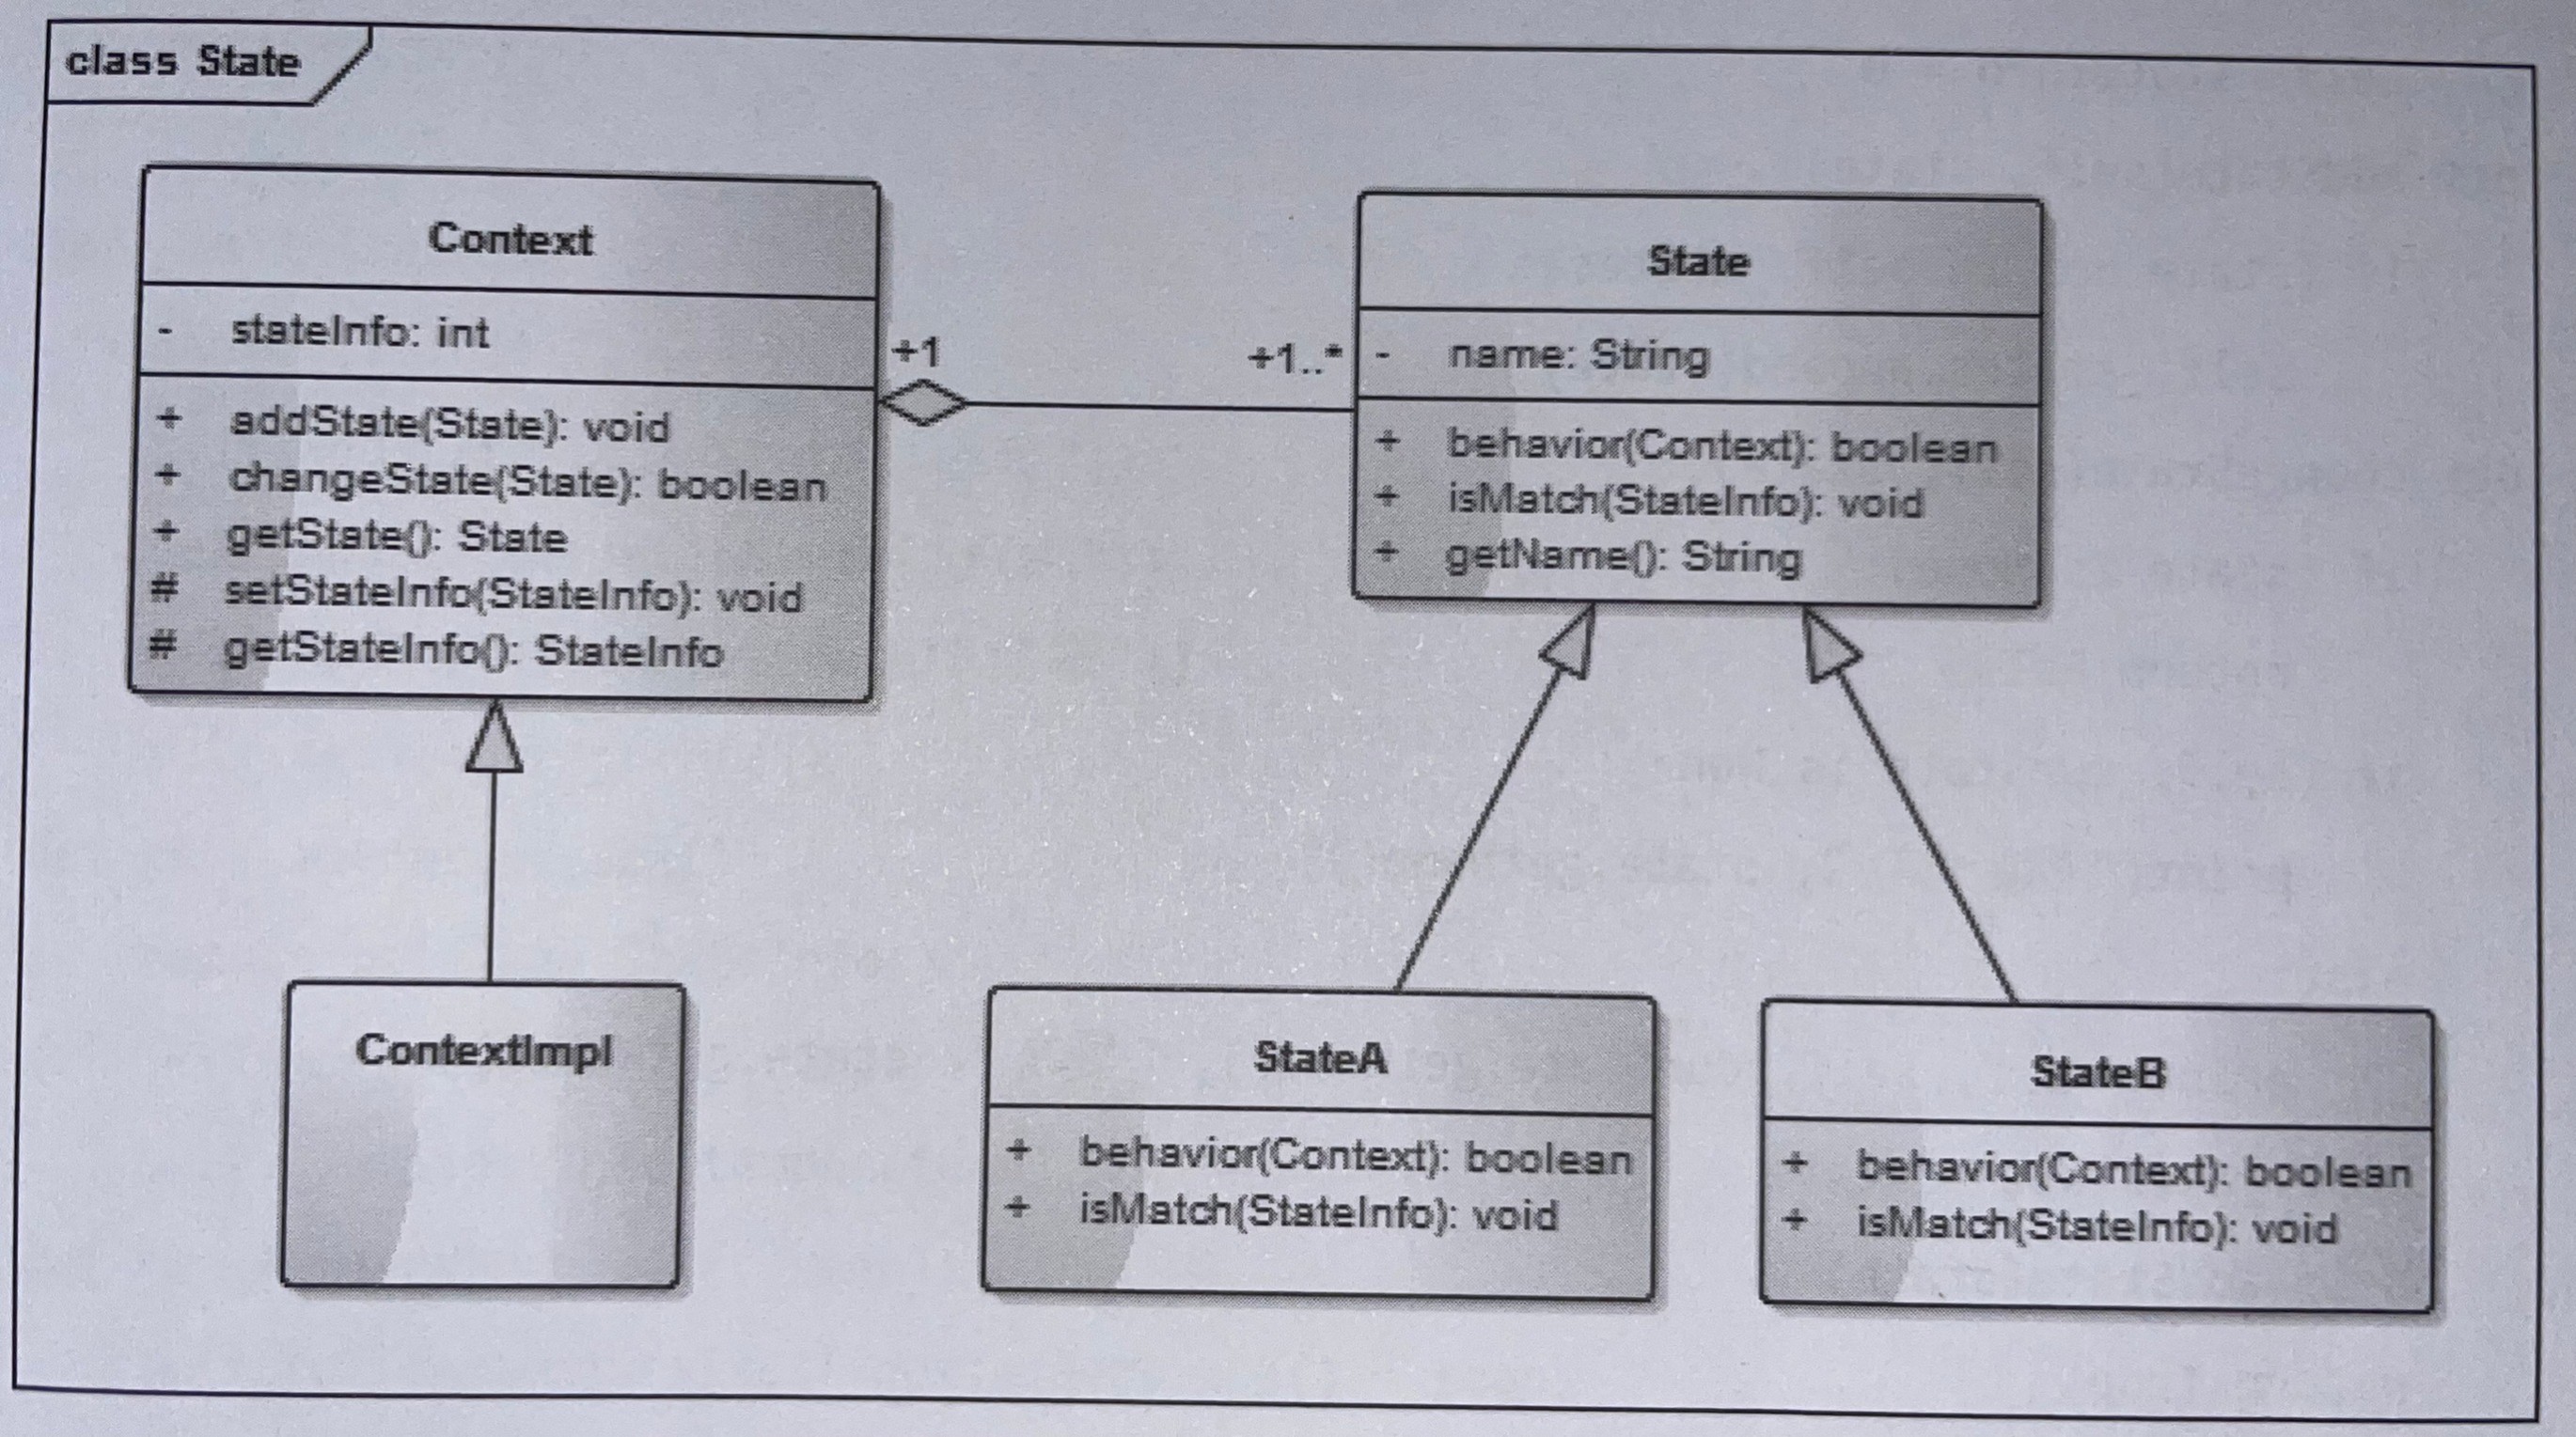 class State
Context
- stateInfo: int
+ addState(State): void
+ changeState(State): boolean
+ getState(): State
# setStateInfo(StateInfo): void
# getStateInfo(): StateInfo
+1
+1..*
State
- name: String
+ behavior(Context): boolean
+ isMatch(StateInfo): void
+ getName(): String
ContextImpl
StateA
+ behavior(Context): boolean
+ isMatch(StateInfo): void
StateB
+ behavior(Context): boolean
+ isMatch(StateInfo): void